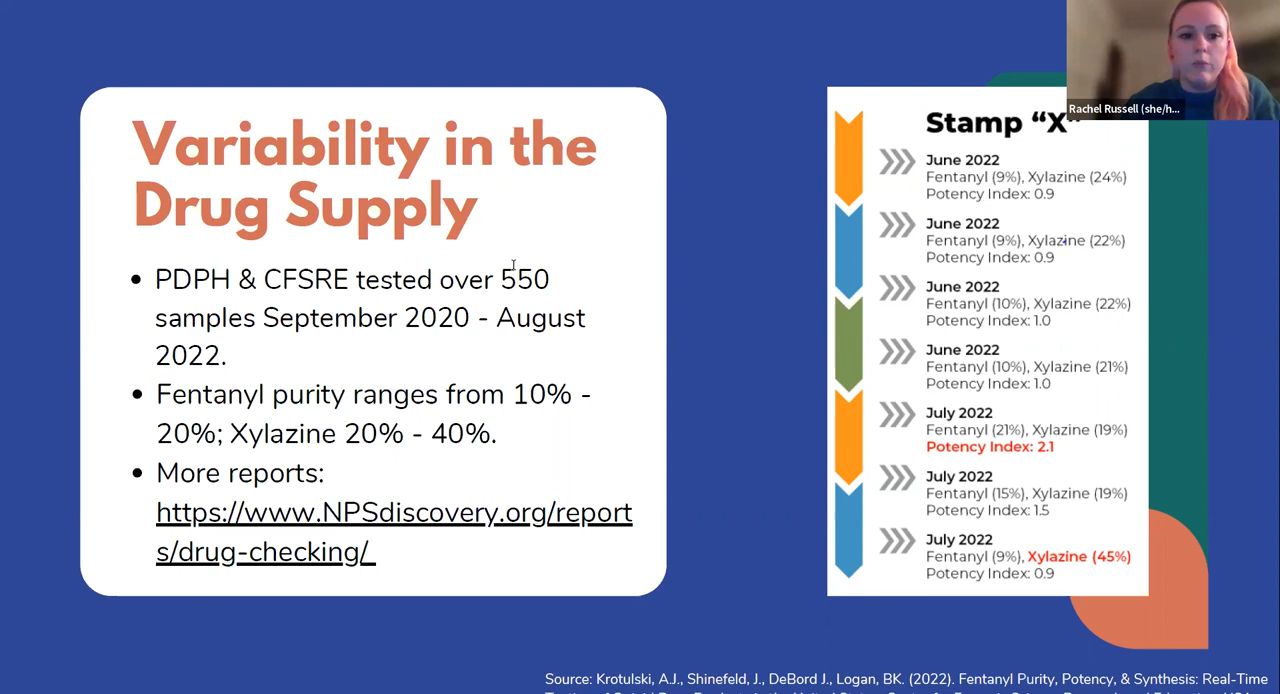 Variability in the
Drug Supply
• PDPH & CFSRE tested over 550
samples September 2020 - August
2022.
• Fentanyl purity ranges from 10% -
20%; Xylazine 20% - 40%.
• More reports:
https://www.NPSdiscovery.org/report
s/drug-checking/
Rachel Russell (she/h...
Stamp “X”
June 2022
Fentanyl (9%), Xylazine (24%)
Potency Index: 0.9
June 2022
Fentanyl (9%), Xylazine (22%)
Potency Index: 0.9
June 2022
Fentanyl (10%), Xylazine (22%)
Potency Index: 1.0
June 2022
Fentanyl (10%), Xylazine (21%)
Potency Index: 1.0
July 2022
Fentanyl (21%), Xylazine (19%)
Potency Index: 2.1
July 2022
Fentanyl (15%), Xylazine (19%)
Potency Index: 1.5
July 2022
Fentanyl (9%), Xylazine (45%)
Potency Index: 0.9
Source: Krotulski, A.J., Shinefeld, J., DeBord J., Logan, BK. (2022). Fentanyl Purity, Potency, & Synthesis: Real-Time